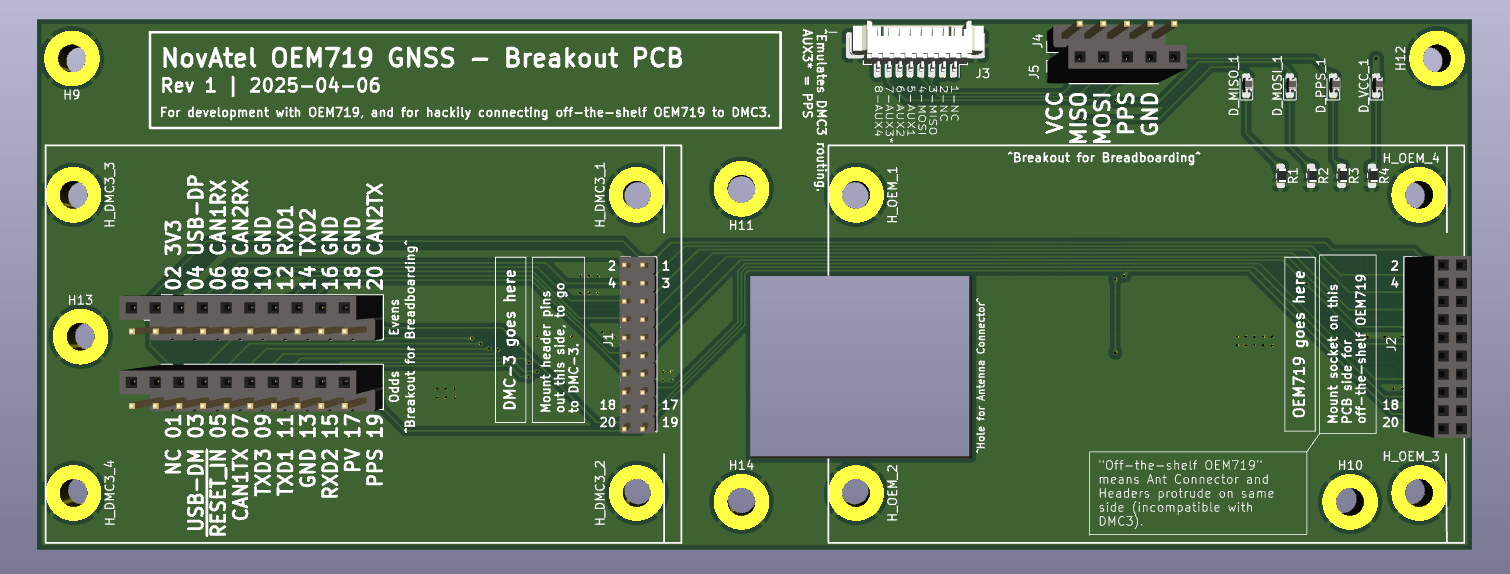 NovAtel OEM719 GNSS – Breakout PCB
Rev 1 | 2025-04-06
For development with OEM719, and for hackily connecting off-the-shelf OEM719 to DMC3.
H9
^Emulates DMC3 routing.
AUX3* = PPS
J3
1-NC
2-NC
3-MISO
4-MOSI
5-AUX1
6-AUX2
7-AUX3*
8-AUX4
J4
J5
VCC
MISO
MOSI
PPS
GND
^Breakout for Breadboarding^
D_MISO_1
D_MOSI_1
D_PPS_1
D_VCC_1
H12
R1
R2
R3
R4
H_DMC3_3
H_DMC3_1
H11
H_OEM_1
H_OEM_4
02 3V3
04 USB-DP
06 CAN1RX
08 CAN2RX
10 GND
12 RXD1
14 TXD2
16 GND
18 GND
20 CAN2TX
H13
Evens
^Breakout for Breadboarding^
Odds
NC 01
USB-DM 03
RESET_IN 05
CAN1TX 07
TXD3 09
TXD1 11
GND 13
RXD2 15
PV 17
PPS 19
DMC-3 goes here
Mount header pins
out this side, to go
to DMC-3.
J1
2
1
4
3
18
17
20
19
^Hole for Antenna Connector^
OEM719 goes here
Mount socket on this
PCB side for
off-the-shelf OEM719
J2
2
4
18
20
H_DMC3_4
H_DMC3_2
H14
H_OEM_2
"Off-the-shelf OEM719"
means Ant Connector and
Headers protrude on same
side (incompatible with
DMC3).
H10
H_OEM_3